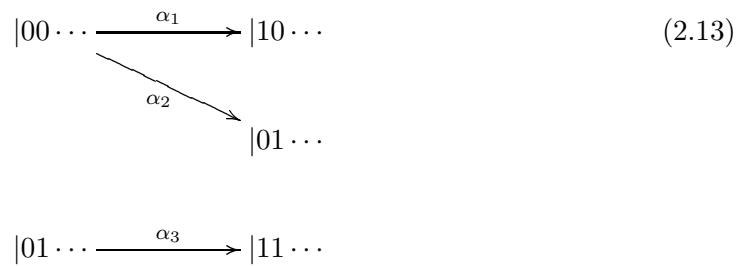 α₁
|00 ⋯ |10 ⋯ (2.13)
α₂
|01 ⋯
α₃
|01 ⋯ |11 ⋯